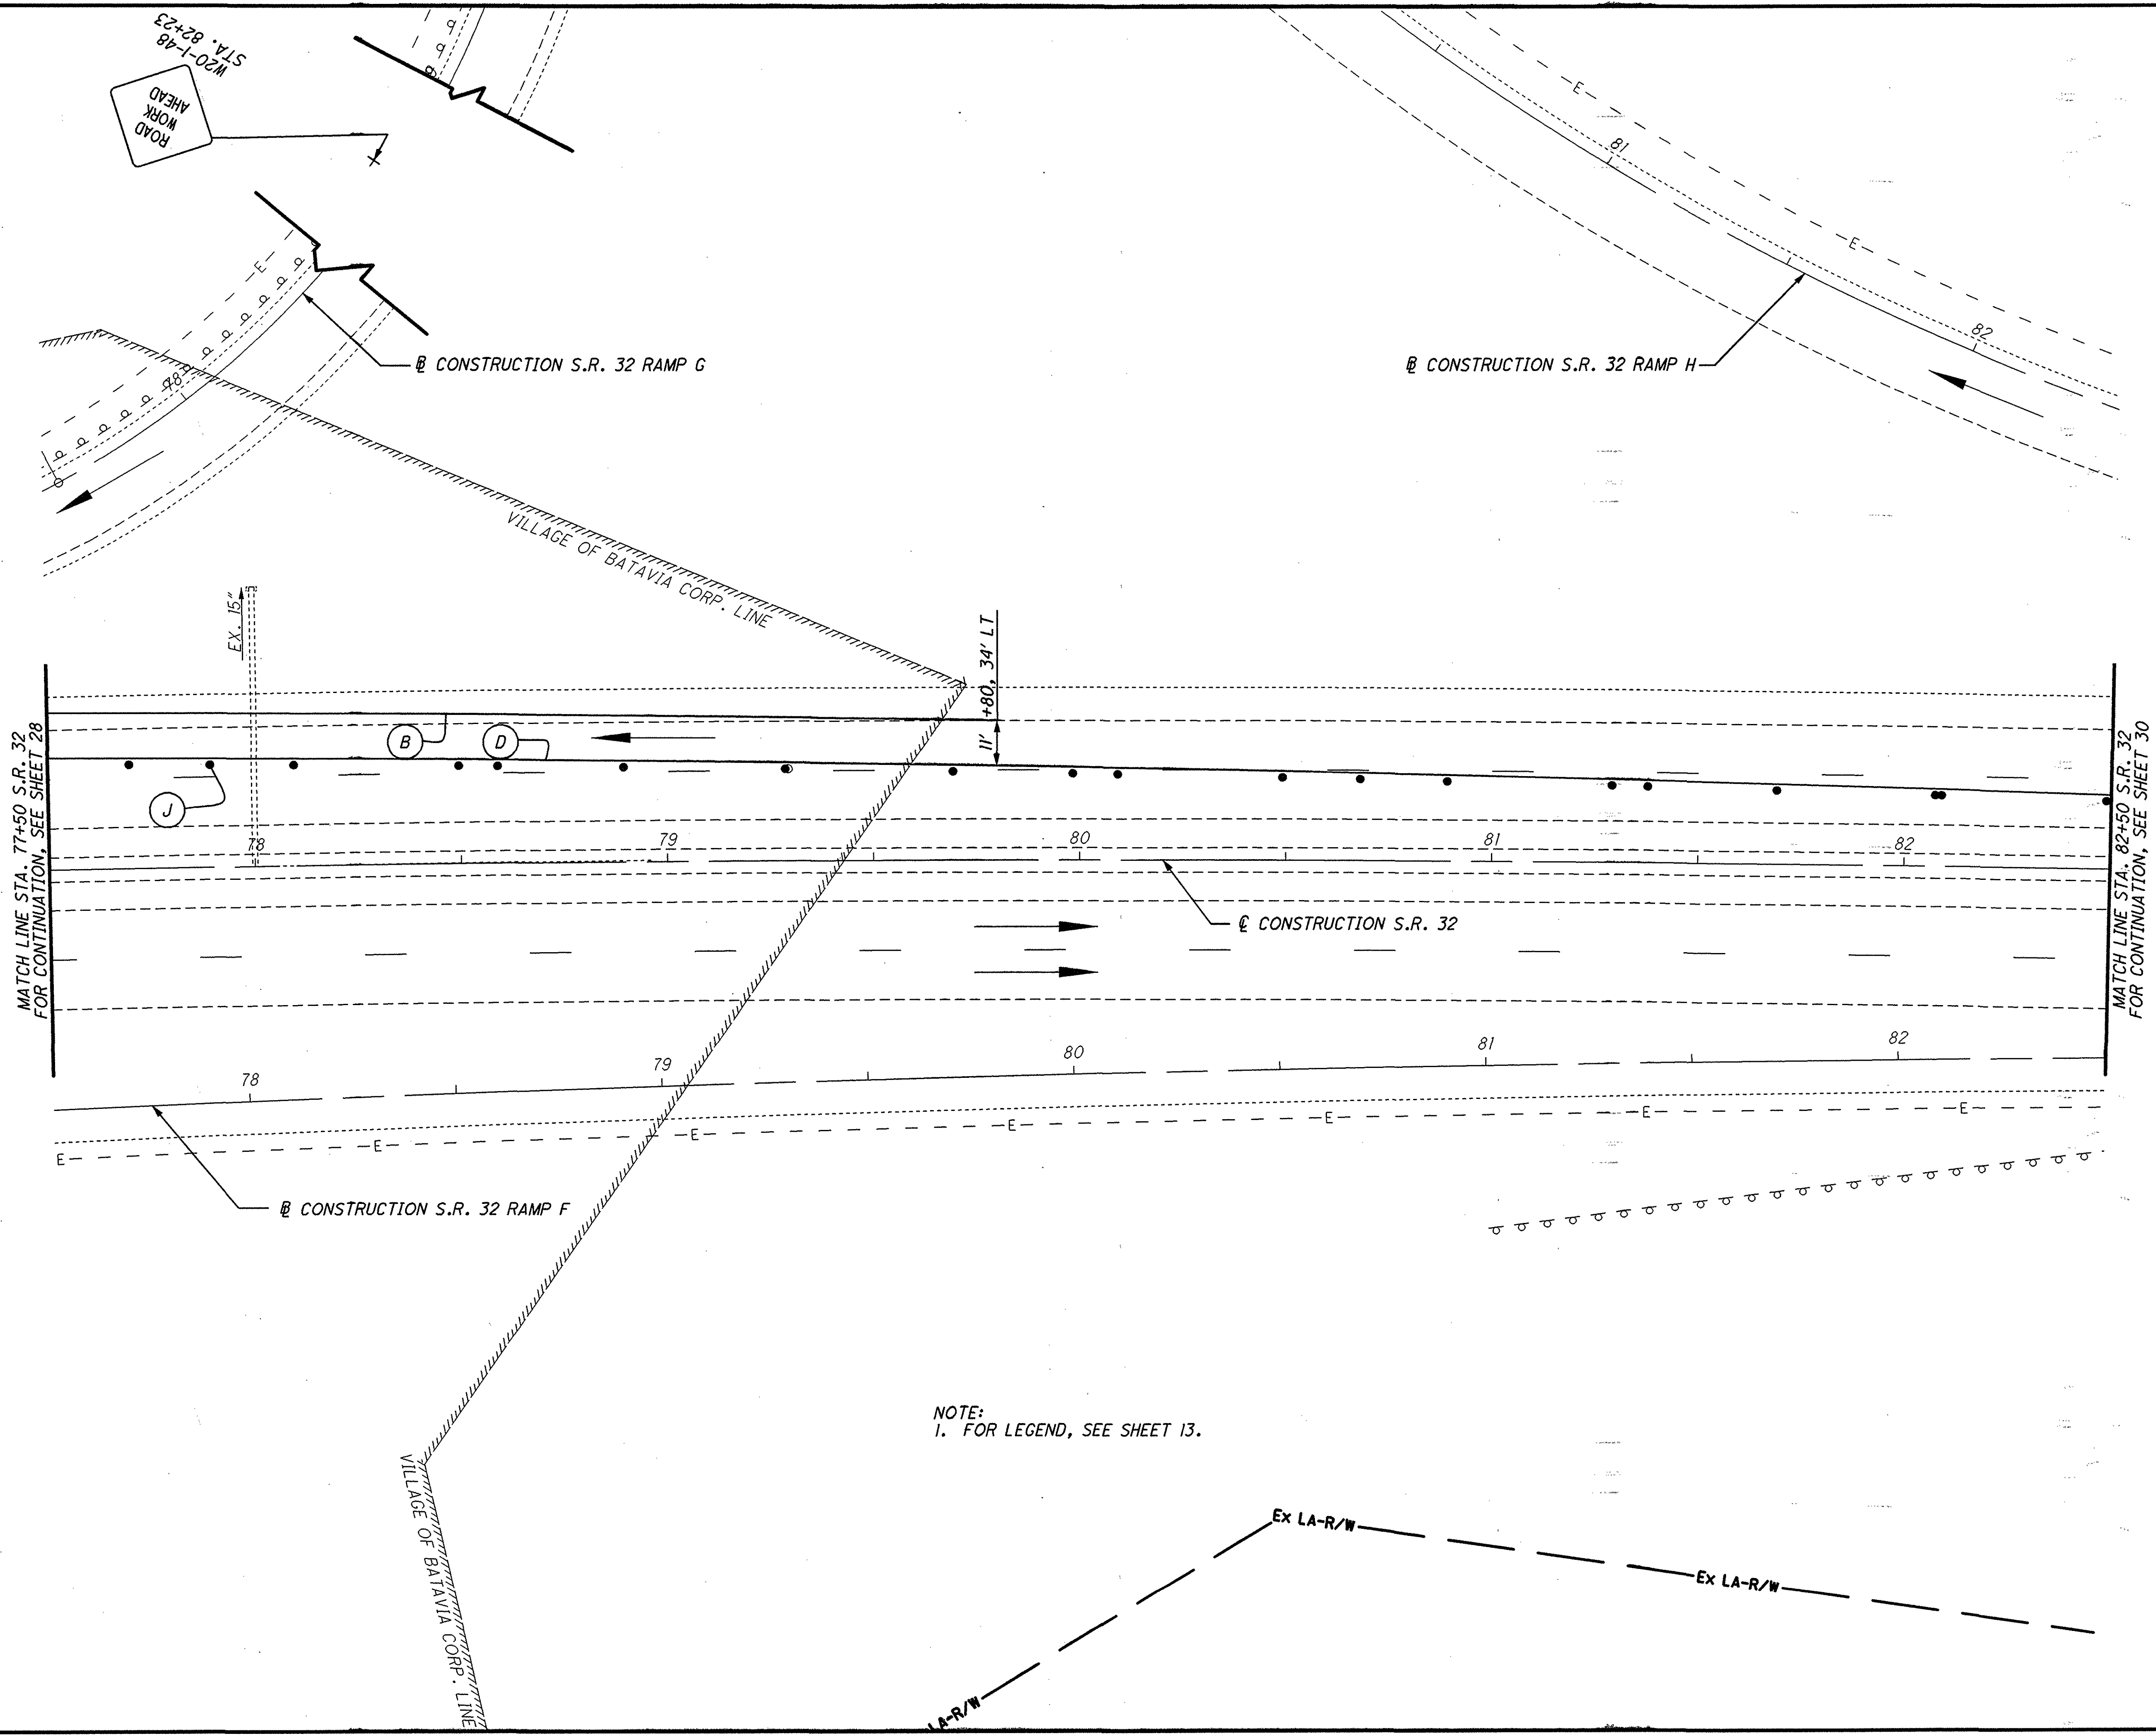 W20-1-48
STA. 82+23
ROAD
WORK
AHEAD
E
℄ CONSTRUCTION S.R. 32 RAMP G
78
E
81
E
82
℄ CONSTRUCTION S.R. 32 RAMP H
VILLAGE OF BATAVIA CORP. LINE
EX. 15"
+80, 34' LT
11'
B
D
J
MATCH LINE STA. 77+50 S.R. 32
FOR CONTINUATION, SEE SHEET 28
MATCH LINE STA. 82+50 S.R. 32
FOR CONTINUATION, SEE SHEET 30
78
79
80
81
82
℄ CONSTRUCTION S.R. 32
78
79
80
81
82
E
E
E
E
E
E
E
℄ CONSTRUCTION S.R. 32 RAMP F
NOTE:
1. FOR LEGEND, SEE SHEET 13.
VILLAGE OF BATAVIA CORP. LINE
Ex LA-R/W
Ex LA-R/W
LA-R/W